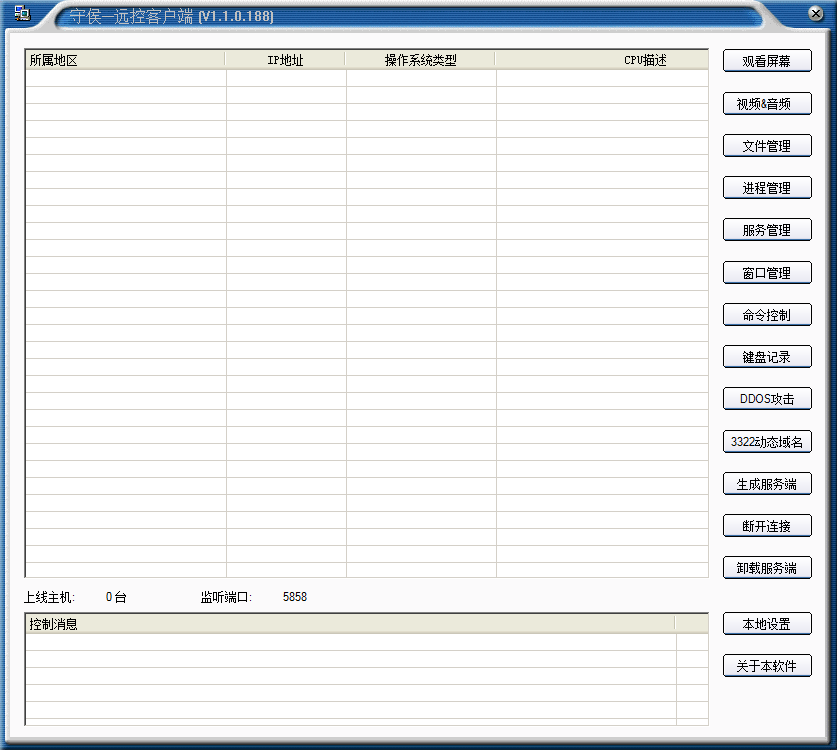 守侯—远控客户端 (V1.1.0.188)
所属地区 IP地址 操作系统类型 CPU描述
观看屏幕
视频&音频
文件管理
进程管理
服务管理
窗口管理
命令控制
键盘记录
DDOS攻击
3322动态域名
生成服务端
断开连接
卸载服务端
上线主机: 0 台 监听端口: 5858
控制消息
本地设置
关于本软件